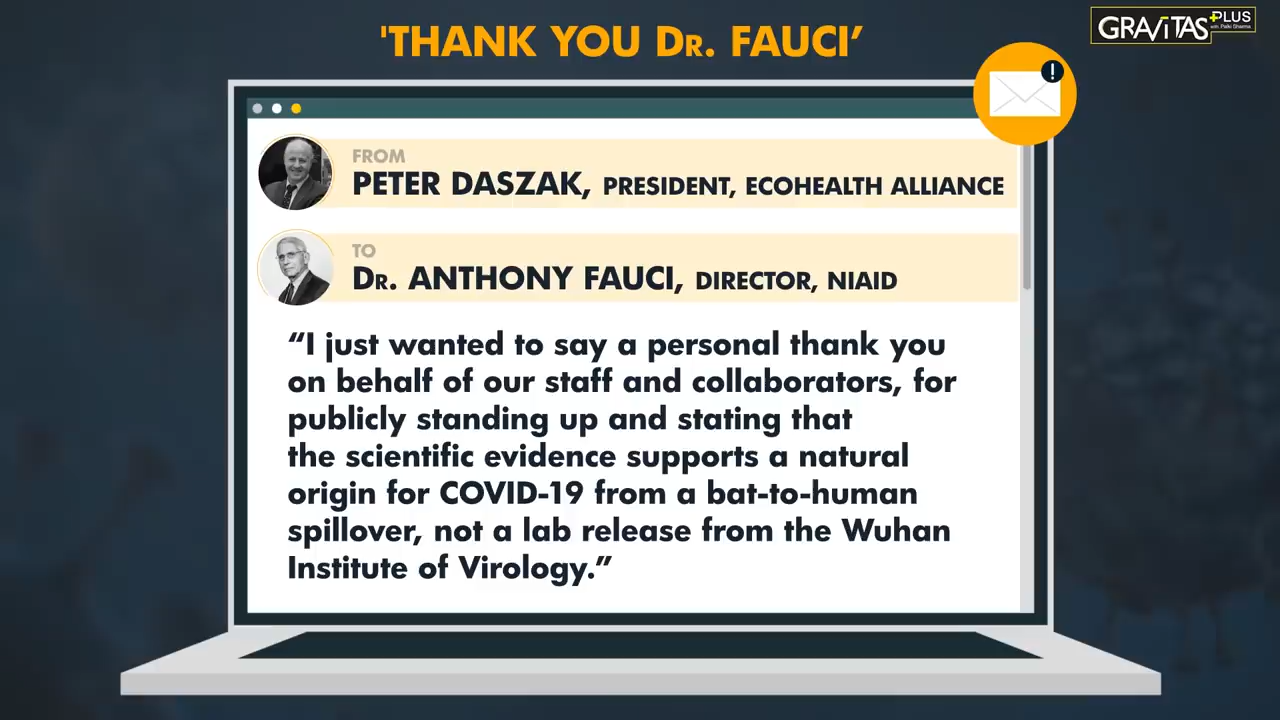 'THANK YOU DR. FAUCI’
GRAVITAS PLUS
with Palki Sharma
!
FROM
PETER DASZAK, PRESIDENT, ECOHEALTH ALLIANCE
TO
DR. ANTHONY FAUCI, DIRECTOR, NIAID
“I just wanted to say a personal thank you
on behalf of our staff and collaborators, for
publicly standing up and stating that
the scientific evidence supports a natural
origin for COVID-19 from a bat-to-human
spillover, not a lab release from the Wuhan
Institute of Virology.”